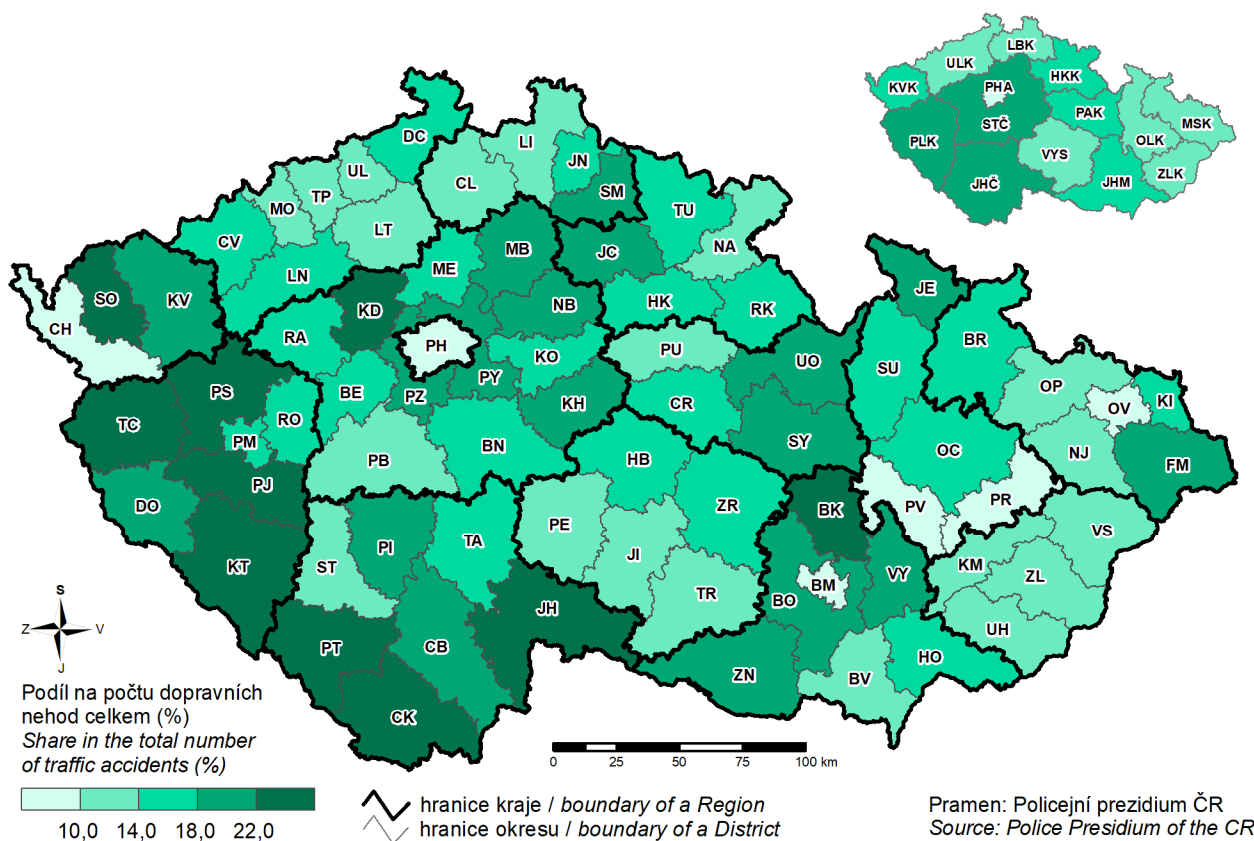 LBK
ULK
HKK
KVK
PHA
STČ
PAK
MSK
PLK
OLK
VYS
ZLK
JHČ
JHM
DC
LI
JN
UL
TP
CL
SM
MO
TU
LT
NA
CV
MB
JC
ME
LN
JE
SO
KV
KD
NB
HK
RK
CH
RA
BR
PH
KO
PU
UO
SU
OP
PS
BE
PZ
PY
KH
CR
KI
OV
TC
RO
PM
SY
OC
BN
PB
HB
NJ
FM
PJ
DO
ZR
BK
PV
PR
PE
VS
ST
PI
TA
JI
KT
KM
ZL
BM
VY
TR
BO
JH
UH
PT
CB
HO
ZN
BV
CK
S
Z
V
J
Podíl na počtu dopravních
nehod celkem (%)
Share in the total number
of traffic accidents (%)
10,0 14,0 18,0 22,0
0 25 50 75 100 km
hranice kraje / boundary of a Region
hranice okresu / boundary of a District
Pramen: Policejní prezidium ČR
Source: Police Presidium of the CR